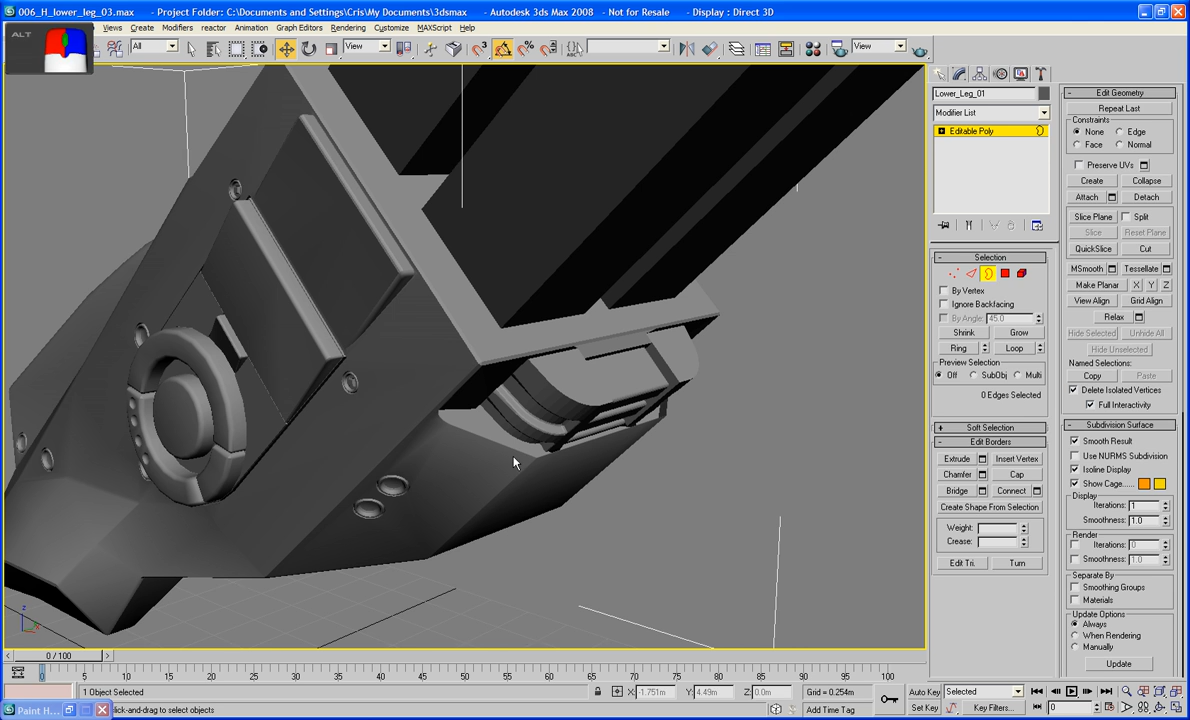 006_H_lower_leg_03.max - Project Folder: C:\Documents and Settings\Cris\My Documents\3dsmax - Autodesk 3ds Max 2008 - Not for Resale - Display : Direct 3D
Views Create Modifiers reactor Animation Graph Editors Rendering Customize MAXScript Help
ALT
All
View
View
Lower_Leg_01
Modifier List
Editable Poly
Selection
By Vertex
Ignore Backfacing
By Angle: 45.0
Shrink Grow
Ring Loop
Preview Selection
Off SubObj Multi
0 Edges Selected
Soft Selection
Edit Borders
Extrude Insert Vertex
Chamfer Cap
Bridge Connect
Create Shape From Selection
Weight:
Crease:
Edit Tri. Turn
Edit Geometry
Repeat Last
Constraints
None Edge
Face Normal
Preserve UVs
Create Collapse
Attach Detach
Slice Plane Split
Slice Reset Plane
QuickSlice Cut
MSmooth Tessellate
Make Planar X Y Z
View Align Grid Align
Relax
Hide Selected Unhide All
Hide Unselected
Named Selections:
Copy Paste
Delete Isolated Vertices
Full Interactivity
Subdivision Surface
Smooth Result
Use NURMS Subdivision
Isoline Display
Show Cage......
Display
Iterations: 1
Smoothness: 1.0
Render
Iterations: 0
Smoothness: 1.0
Separate By
Smoothing Groups
Materials
Update Options
Always
When Rendering
Manually
Update
z
0 / 100
0 5 10 15 20 25 30 35 40 45 50 55 60 65 70 75 80 85 90 95 100
1 Object Selected X: -1.751m Y: 4.49m Z: 0.0m Grid = 0.254m Auto Key Selected
Paint H... lick-and-drag to select objects Add Time Tag Set Key Key Filters... 0